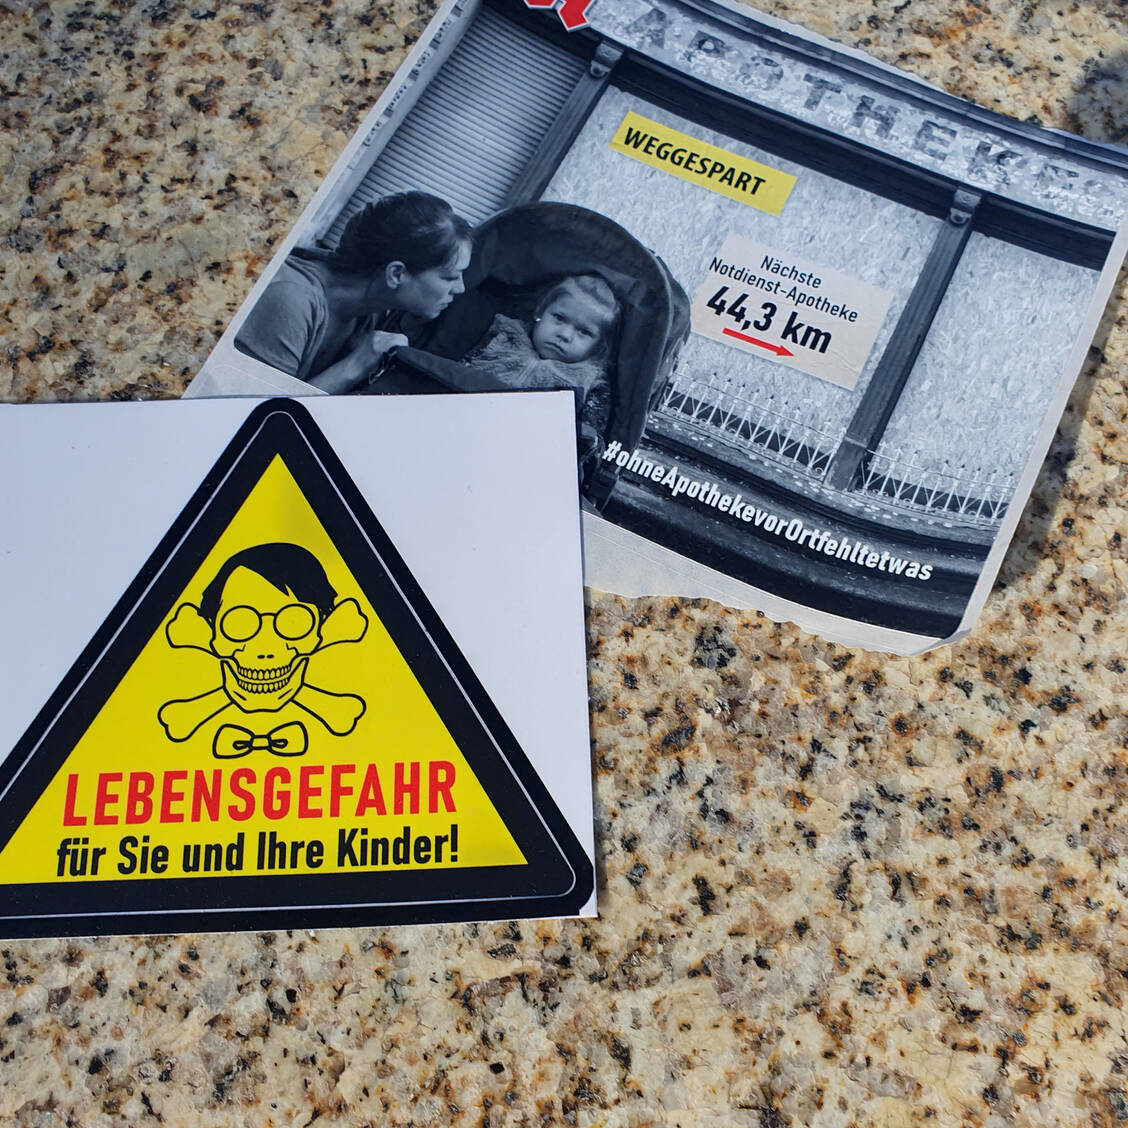 APOTHEKE
WEGGESPART
Nächste
Notdienst-Apotheke
44,3 km
#ohneApothekevorOrtfehltetwas
LEBENSGEFAHR
für Sie und Ihre Kinder!